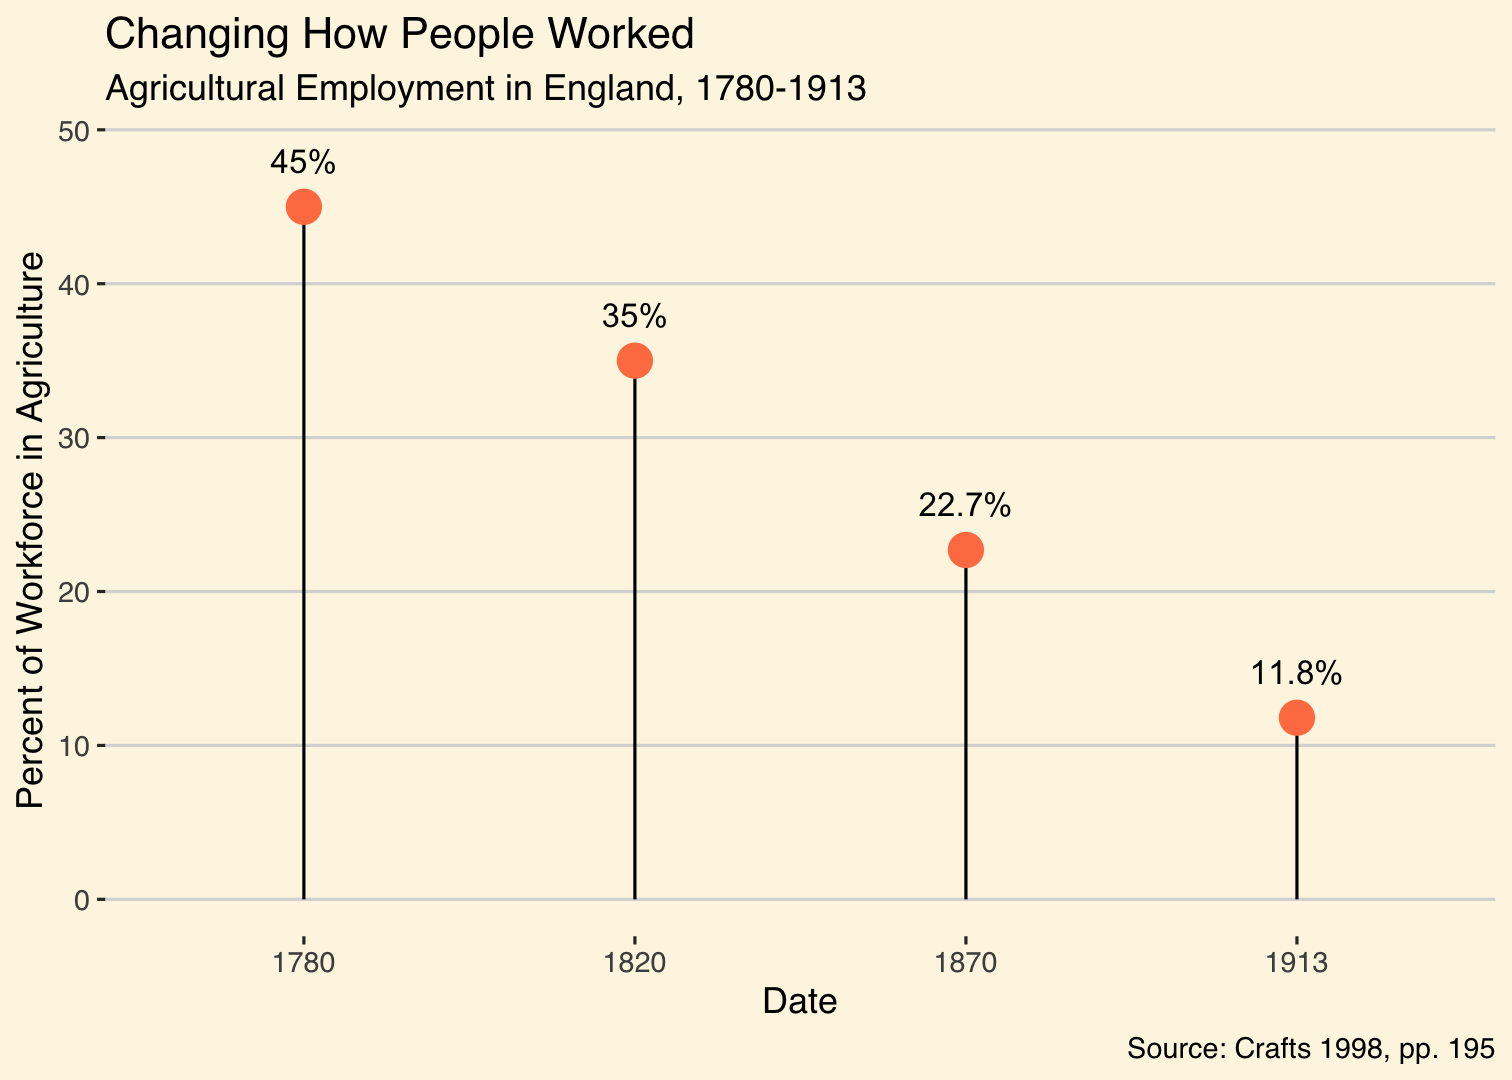 Changing How People Worked
Agricultural Employment in England, 1780-1913
Percent of Workforce in Agriculture
50
40
30
20
10
0
45%
35%
22.7%
11.8%
1780
1820
1870
1913
Date
Source: Crafts 1998, pp. 195